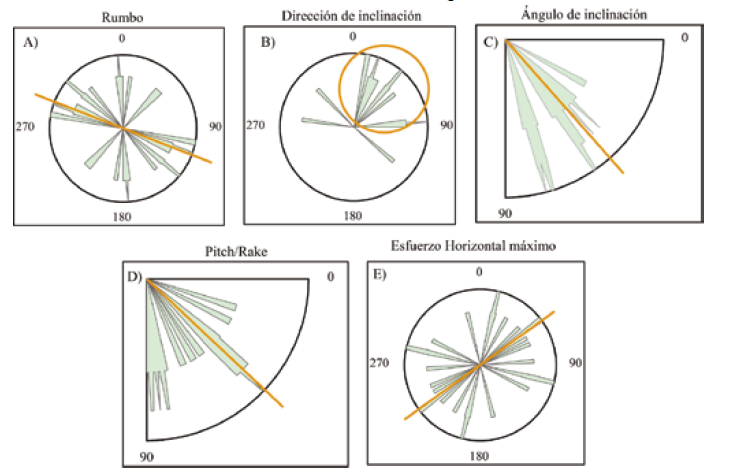 Rumbo
A)
0
270
90
180
Dirección de inclinación
B)
0
270
90
180
Ángulo de inclinación
C)
0
90
Pitch/Rake
D)
0
90
Esfuerzo Horizontal máximo
E)
0
270
90
180